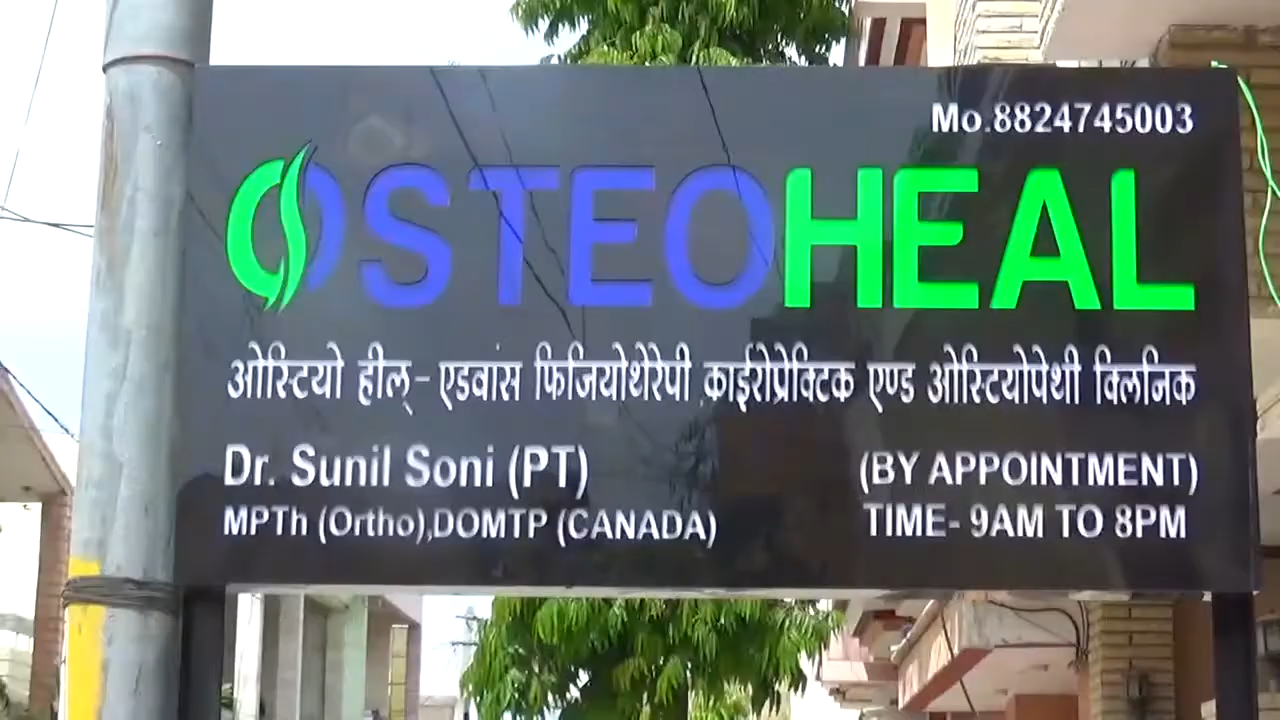 Mo.8824745003
OSTEOHEAL
ओस्टियो हील्- एडवांस फिजियोथेरेपी काईरोप्रेक्टिक एण्ड ओस्टियोपेथी क्लिनिक
Dr. Sunil Soni (PT)
MPTh (Ortho),DOMTP (CANADA)
(BY APPOINTMENT)
TIME- 9AM TO 8PM